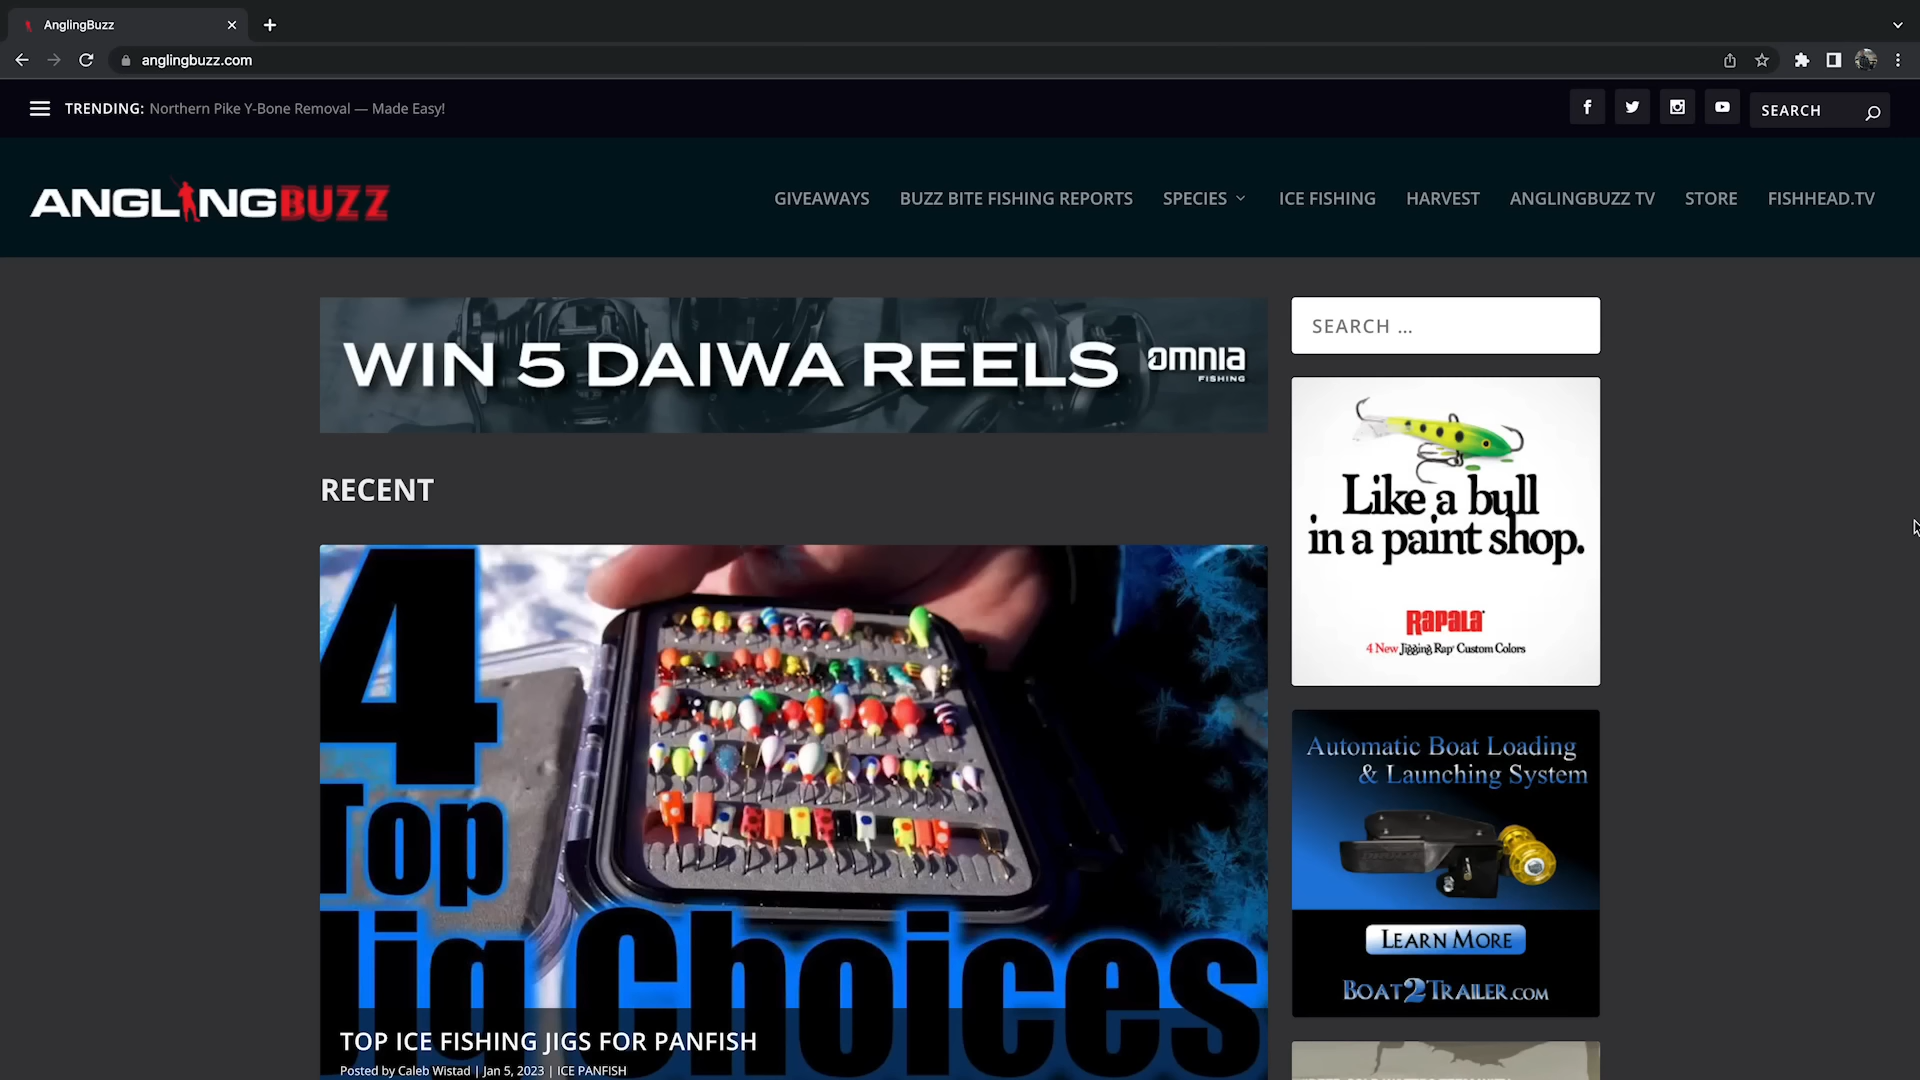 AnglingBuzz
anglingbuzz.com
TRENDING: Northern Pike Y-Bone Removal — Made Easy!
SEARCH
ANGLINGBUZZ
GIVEAWAYS
BUZZ BITE FISHING REPORTS
SPECIES
ICE FISHING
HARVEST
ANGLINGBUZZ TV
STORE
FISHHEAD.TV
WIN 5 DAIWA REELS
omnia
FISHING
SEARCH …
RECENT
Like a bull
in a paint shop.
RAPALA
4 New Jigging Rap® Custom Colors
4
Top
Jig Choices
TOP ICE FISHING JIGS FOR PANFISH
Posted by Caleb Wistad | Jan 5, 2023 | ICE PANFISH
Automatic Boat Loading
& Launching System
LEARN MORE
BOAT2TRAILER.COM